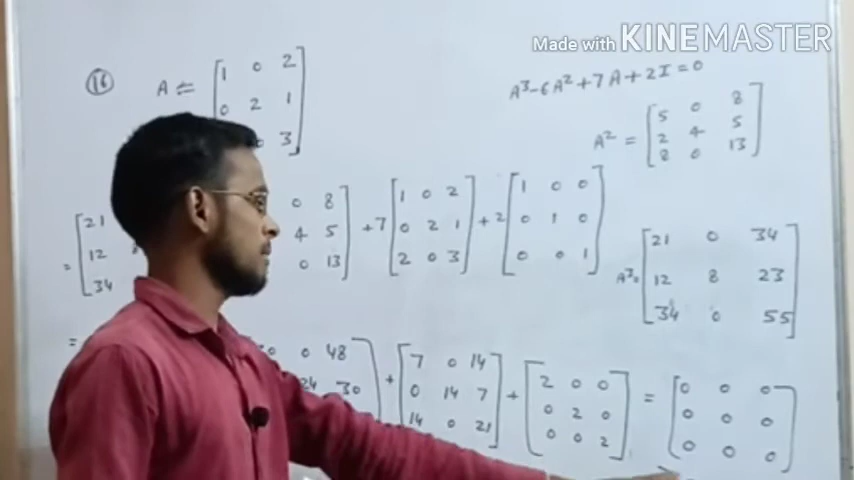 Made with KINEMASTER
(16) A = [1 0 2
0 2 1
0 3]
A³-6A²+7A+2I=0
A² = [5 0 8
2 4 5
8 0 13]
= [21 0 8] +7 [1 0 2] +2 [1 0 0]
12 4 5 0 2 1 0 1 0
34 0 13 2 0 3 0 0 1
A³= [21 0 34
12 8 23
34 0 55]
= 0 48] + [7 0 14] + [2 0 0] = [0 0 0]
24 30 0 14 7 0 2 0 0 0 0
14 0 21 0 0 2 0 0 0